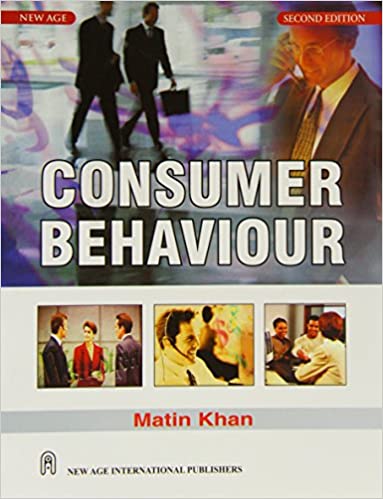 NEW AGE
SECOND EDITION
CONSUMER
BEHAVIOUR
Matin Khan
NEW AGE INTERNATIONAL PUBLISHERS